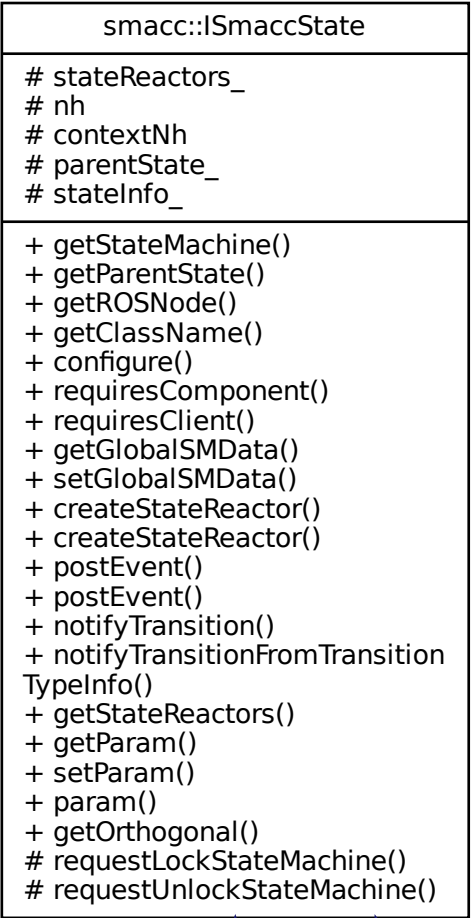 smacc::ISmaccState
# stateReactors_
# nh
# contextNh
# parentState_
# stateInfo_
+ getStateMachine()
+ getParentState()
+ getROSNode()
+ getClassName()
+ configure()
+ requiresComponent()
+ requiresClient()
+ getGlobalSMData()
+ setGlobalSMData()
+ createStateReactor()
+ createStateReactor()
+ postEvent()
+ postEvent()
+ notifyTransition()
+ notifyTransitionFromTransition
TypeInfo()
+ getStateReactors()
+ getParam()
+ setParam()
+ param()
+ getOrthogonal()
# requestLockStateMachine()
# requestUnlockStateMachine()